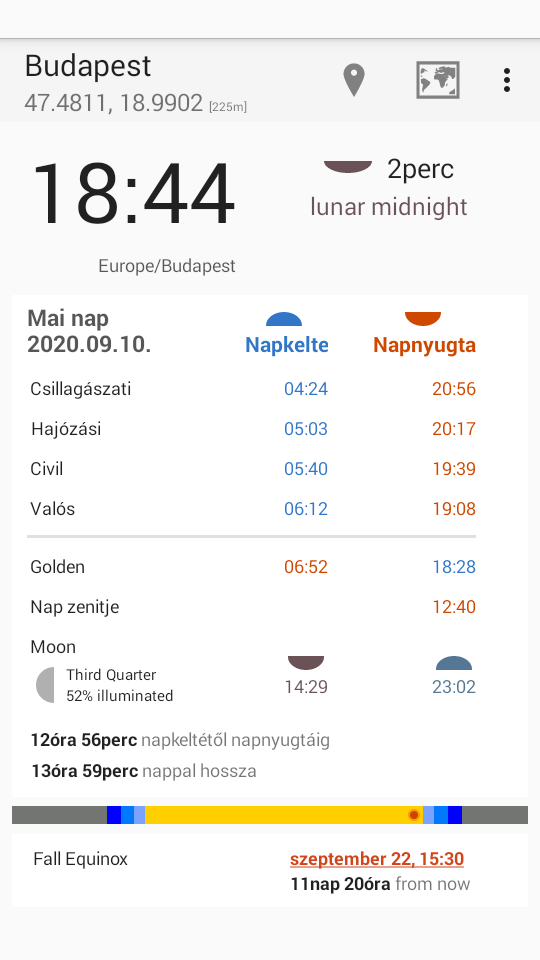 Budapest
47.4811, 18.9902 [225m]
18:44
2perc
lunar midnight
Europe/Budapest
Mai nap
2020.09.10.
Napkelte Napnyugta
Csillagászati 04:24 20:56
Hajózási 05:03 20:17
Civil 05:40 19:39
Valós 06:12 19:08
Golden 06:52 18:28
Nap zenitje 12:40
Moon
Third Quarter
52% illuminated
14:29 23:02
12óra 56perc napkeltétől napnyugtáig
13óra 59perc nappal hossza
Fall Equinox szeptember 22, 15:30
11nap 20óra from now